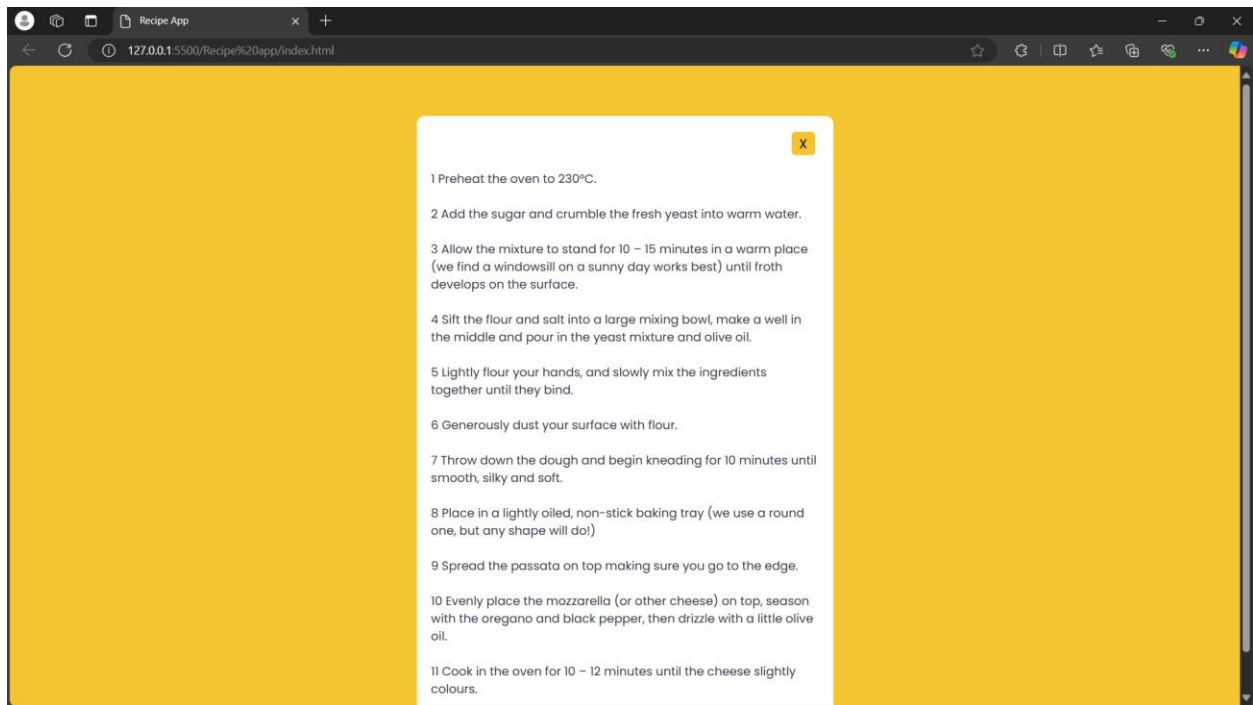 Recipe App
127.0.0.1:5500/Recipe%20app/index.html
X
1 Preheat the oven to 230°C.
2 Add the sugar and crumble the fresh yeast into warm water.
3 Allow the mixture to stand for 10 – 15 minutes in a warm place
(we find a windowsill on a sunny day works best) until froth
develops on the surface.
4 Sift the flour and salt into a large mixing bowl, make a well in
the middle and pour in the yeast mixture and olive oil.
5 Lightly flour your hands, and slowly mix the ingredients
together until they bind.
6 Generously dust your surface with flour.
7 Throw down the dough and begin kneading for 10 minutes until
smooth, silky and soft.
8 Place in a lightly oiled, non-stick baking tray (we use a round
one, but any shape will do!)
9 Spread the passata on top making sure you go to the edge.
10 Evenly place the mozzarella (or other cheese) on top, season
with the oregano and black pepper, then drizzle with a little olive
oil.
11 Cook in the oven for 10 – 12 minutes until the cheese slightly
colours.